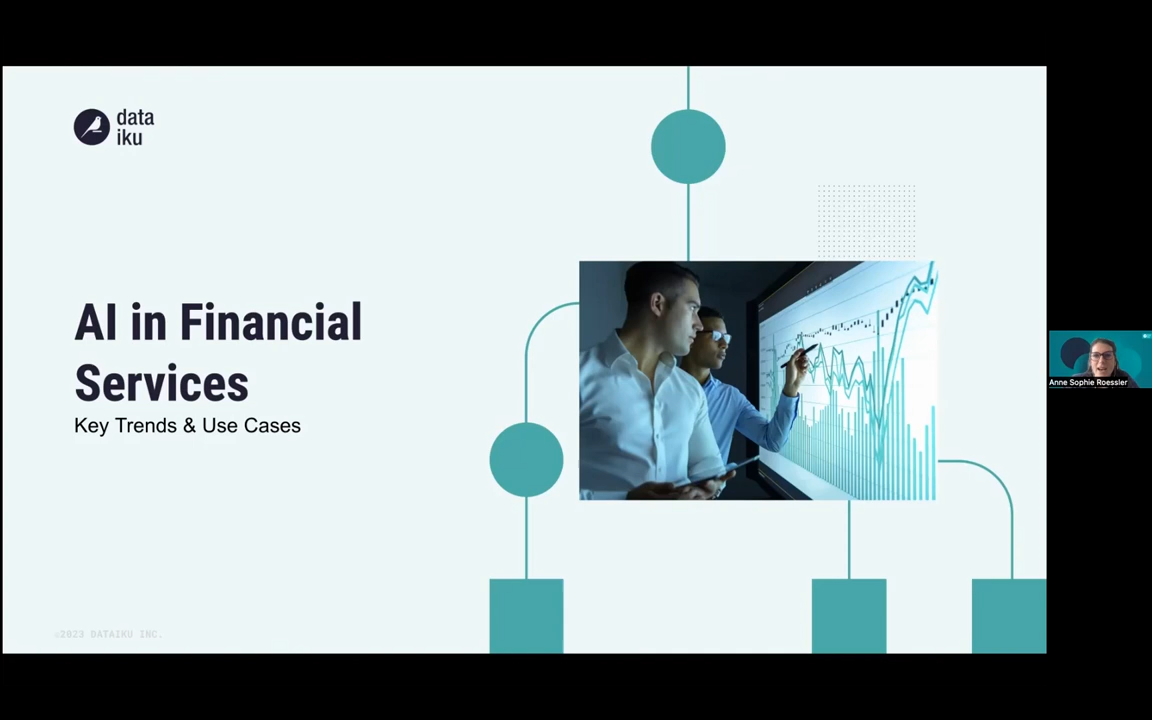 data
iku
AI in Financial
Services
Key Trends & Use Cases
Anne Sophie Roessler
©2023 DATAIKU INC.